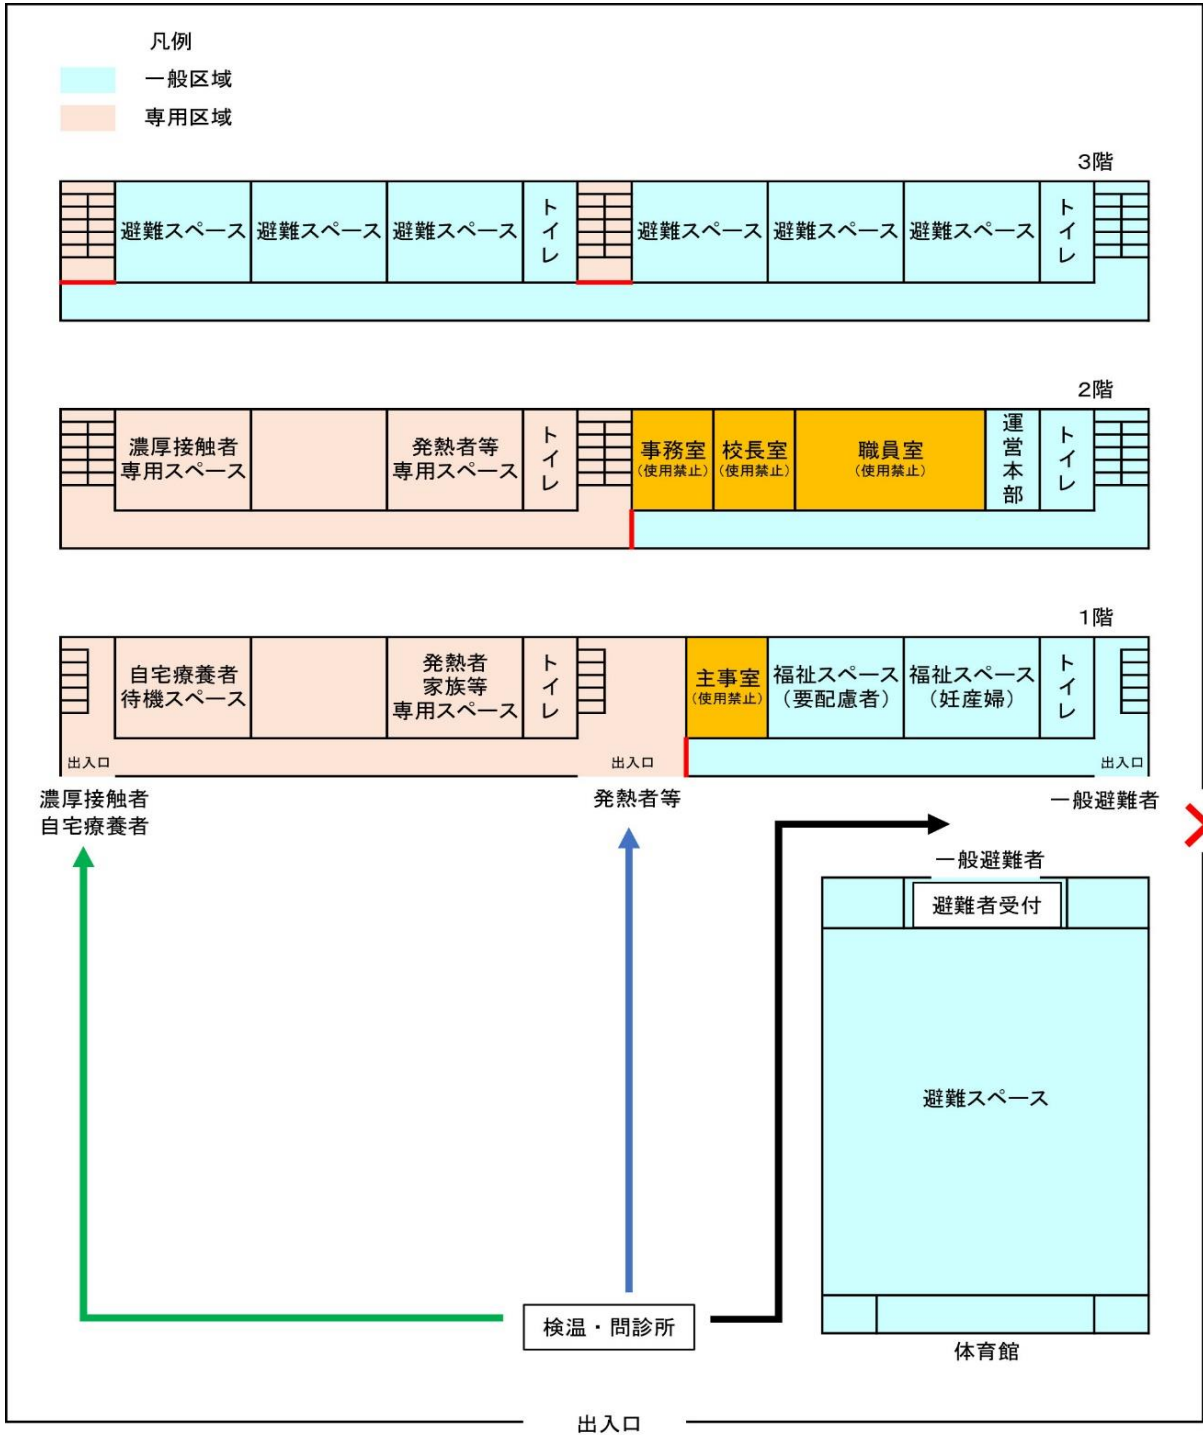 凡例
一般区域
専用区域
3階
避難スペース
避難スペース
避難スペース
トイレ
避難スペース
避難スペース
避難スペース
トイレ
2階
濃厚接触者
専用スペース
発熱者等
専用スペース
トイレ
事務室
(使用禁止)
校長室
(使用禁止)
職員室
(使用禁止)
運営本部
トイレ
1階
自宅療養者
待機スペース
発熱者
家族等
専用スペース
トイレ
主事室
(使用禁止)
福祉スペース
(要配慮者)
福祉スペース
(妊産婦)
トイレ
出入口
出入口
出入口
濃厚接触者
自宅療養者
発熱者等
一般避難者
一般避難者
避難者受付
避難スペース
検温・問診所
体育館
出入口